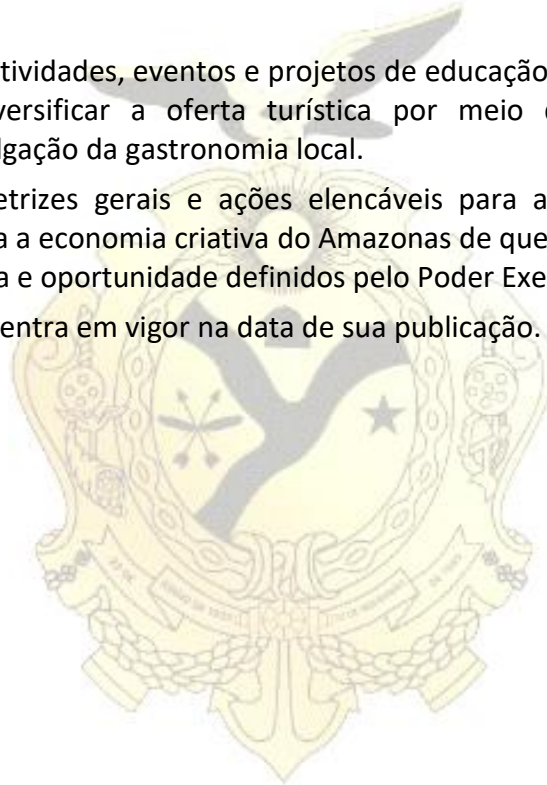 tividades, eventos e projetos de educação
versificar a oferta turística por meio
lgação da gastronomia local.
etrizes gerais e ações elencáveis para a
a a economia criativa do Amazonas de que
a e oportunidade definidos pelo Poder Exe
entra em vigor na data de sua publicação.